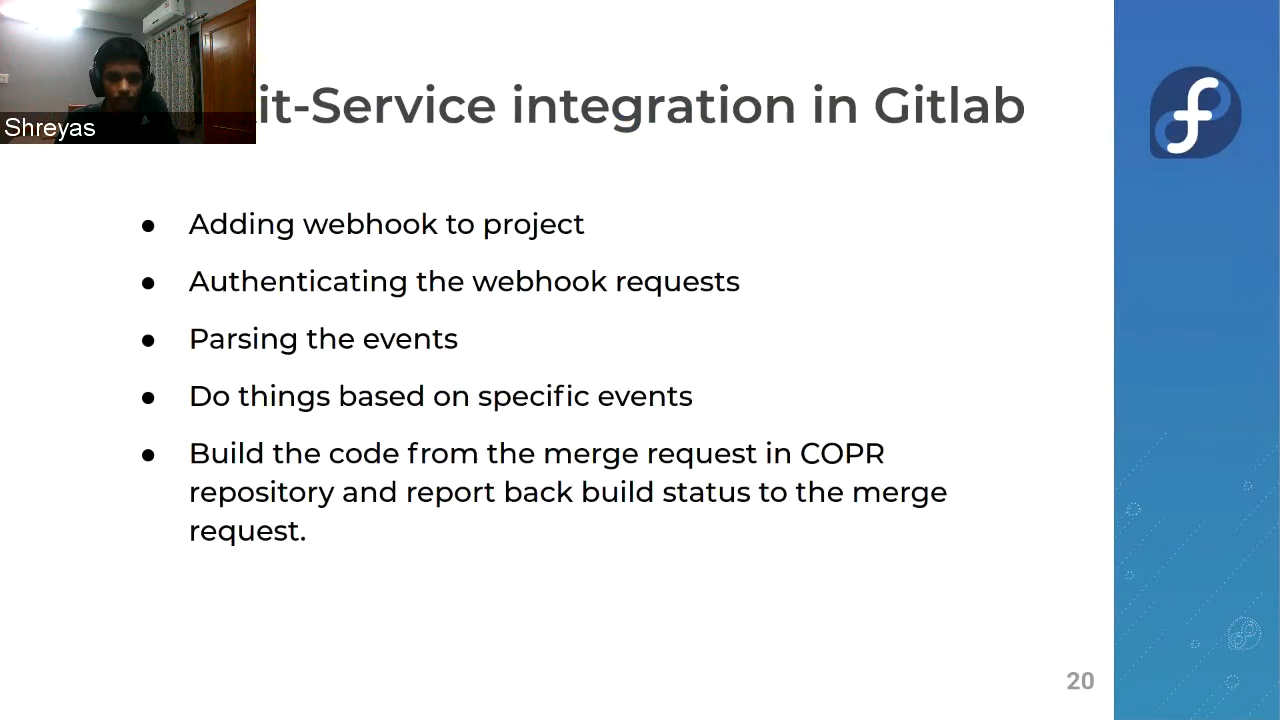 Shreyas
it-Service integration in Gitlab
● Adding webhook to project
● Authenticating the webhook requests
● Parsing the events
● Do things based on specific events
● Build the code from the merge request in COPR
repository and report back build status to the merge
request.
20